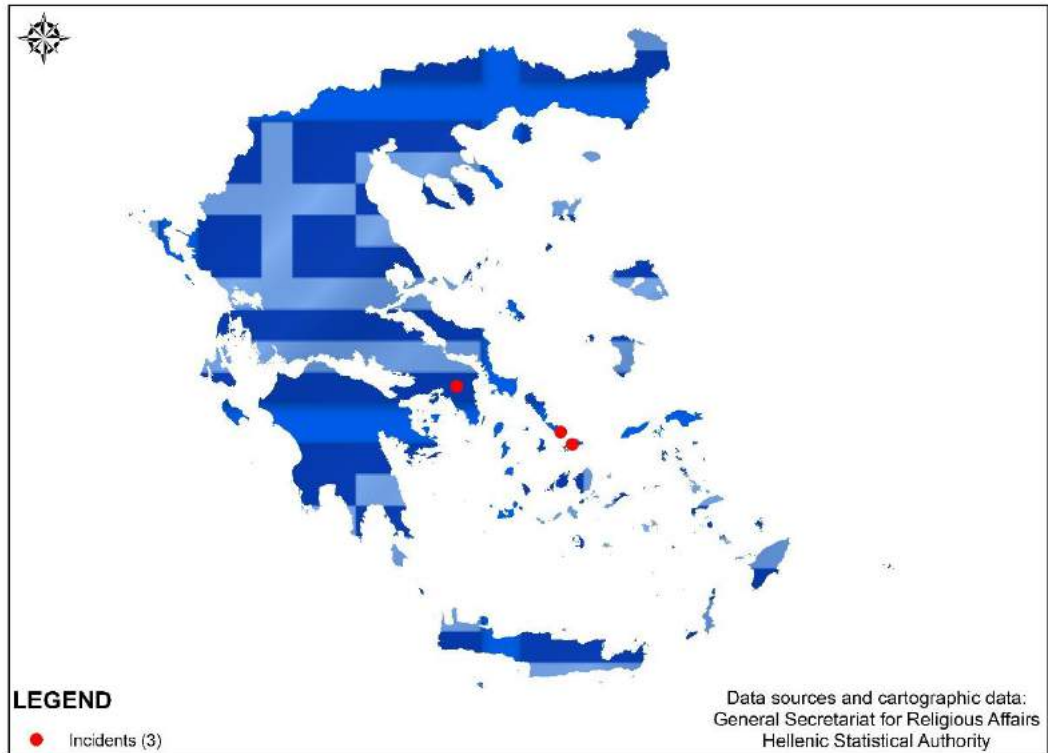 LEGEND
Incidents (3)
Data sources and cartographic data:
General Secretariat for Religious Affairs
Hellenic Statistical Authority